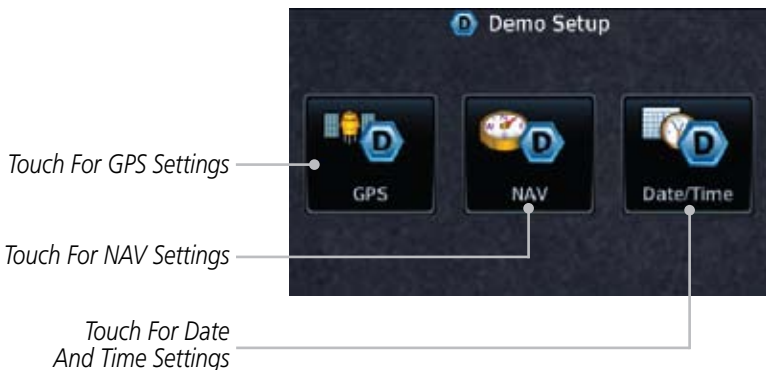 D Demo Setup
D D D
GPS NAV Date/Time
Touch For GPS Settings
Touch For NAV Settings
Touch For Date
And Time Settings